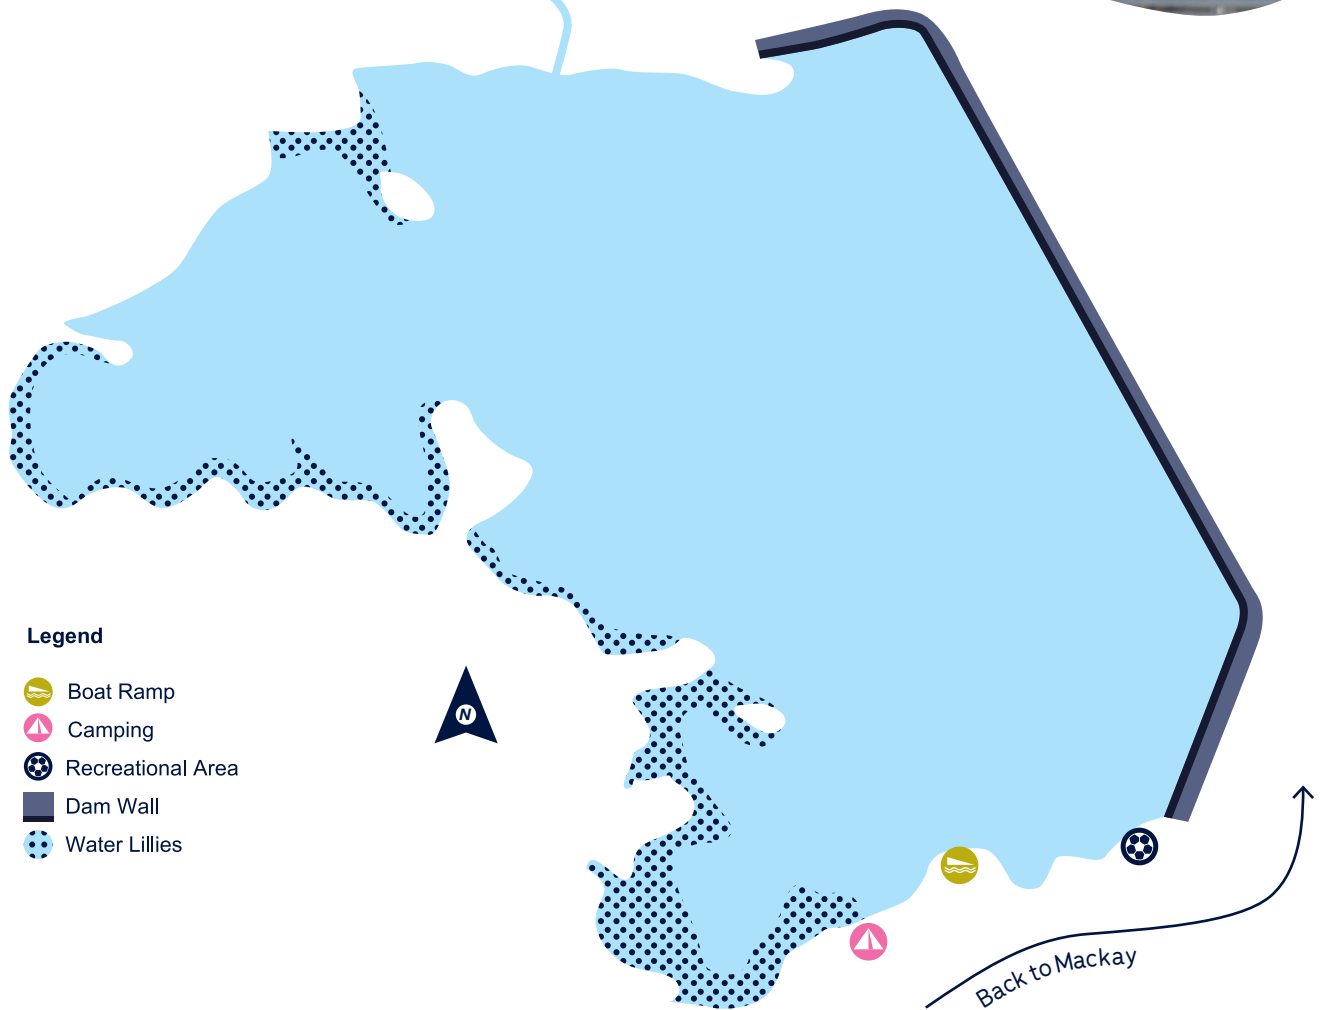 Legend
Boat Ramp
Camping
Recreational Area
Dam Wall
Water Lillies
N
Back to Mackay